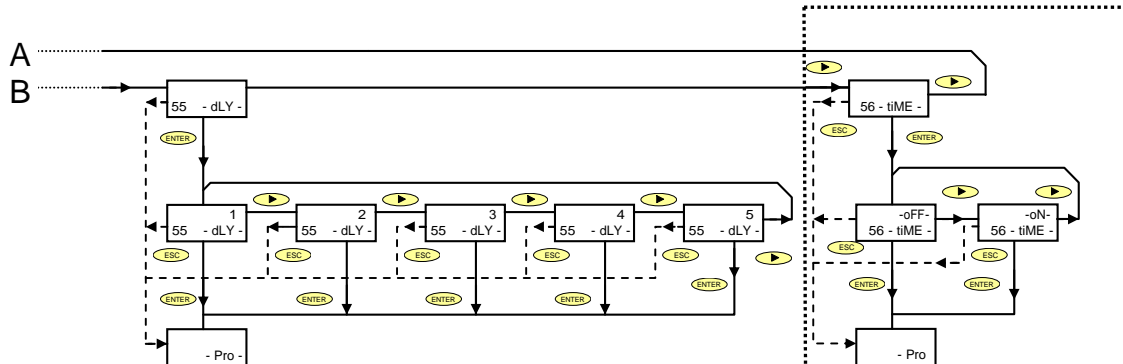 A
B
55 - dLY -
56 - tiME -
ESC
ENTER
ENTER
1
55 - dLY -
2
55 - dLY -
3
55 - dLY -
4
55 - dLY -
5
55 - dLY -
-oFF-
56 - tiME -
-oN-
56 - tiME -
ESC
ESC
ESC
ESC
ESC
ESC
ESC
ENTER
ENTER
ENTER
ENTER
ENTER
ENTER
ENTER
- Pro -
- Pro